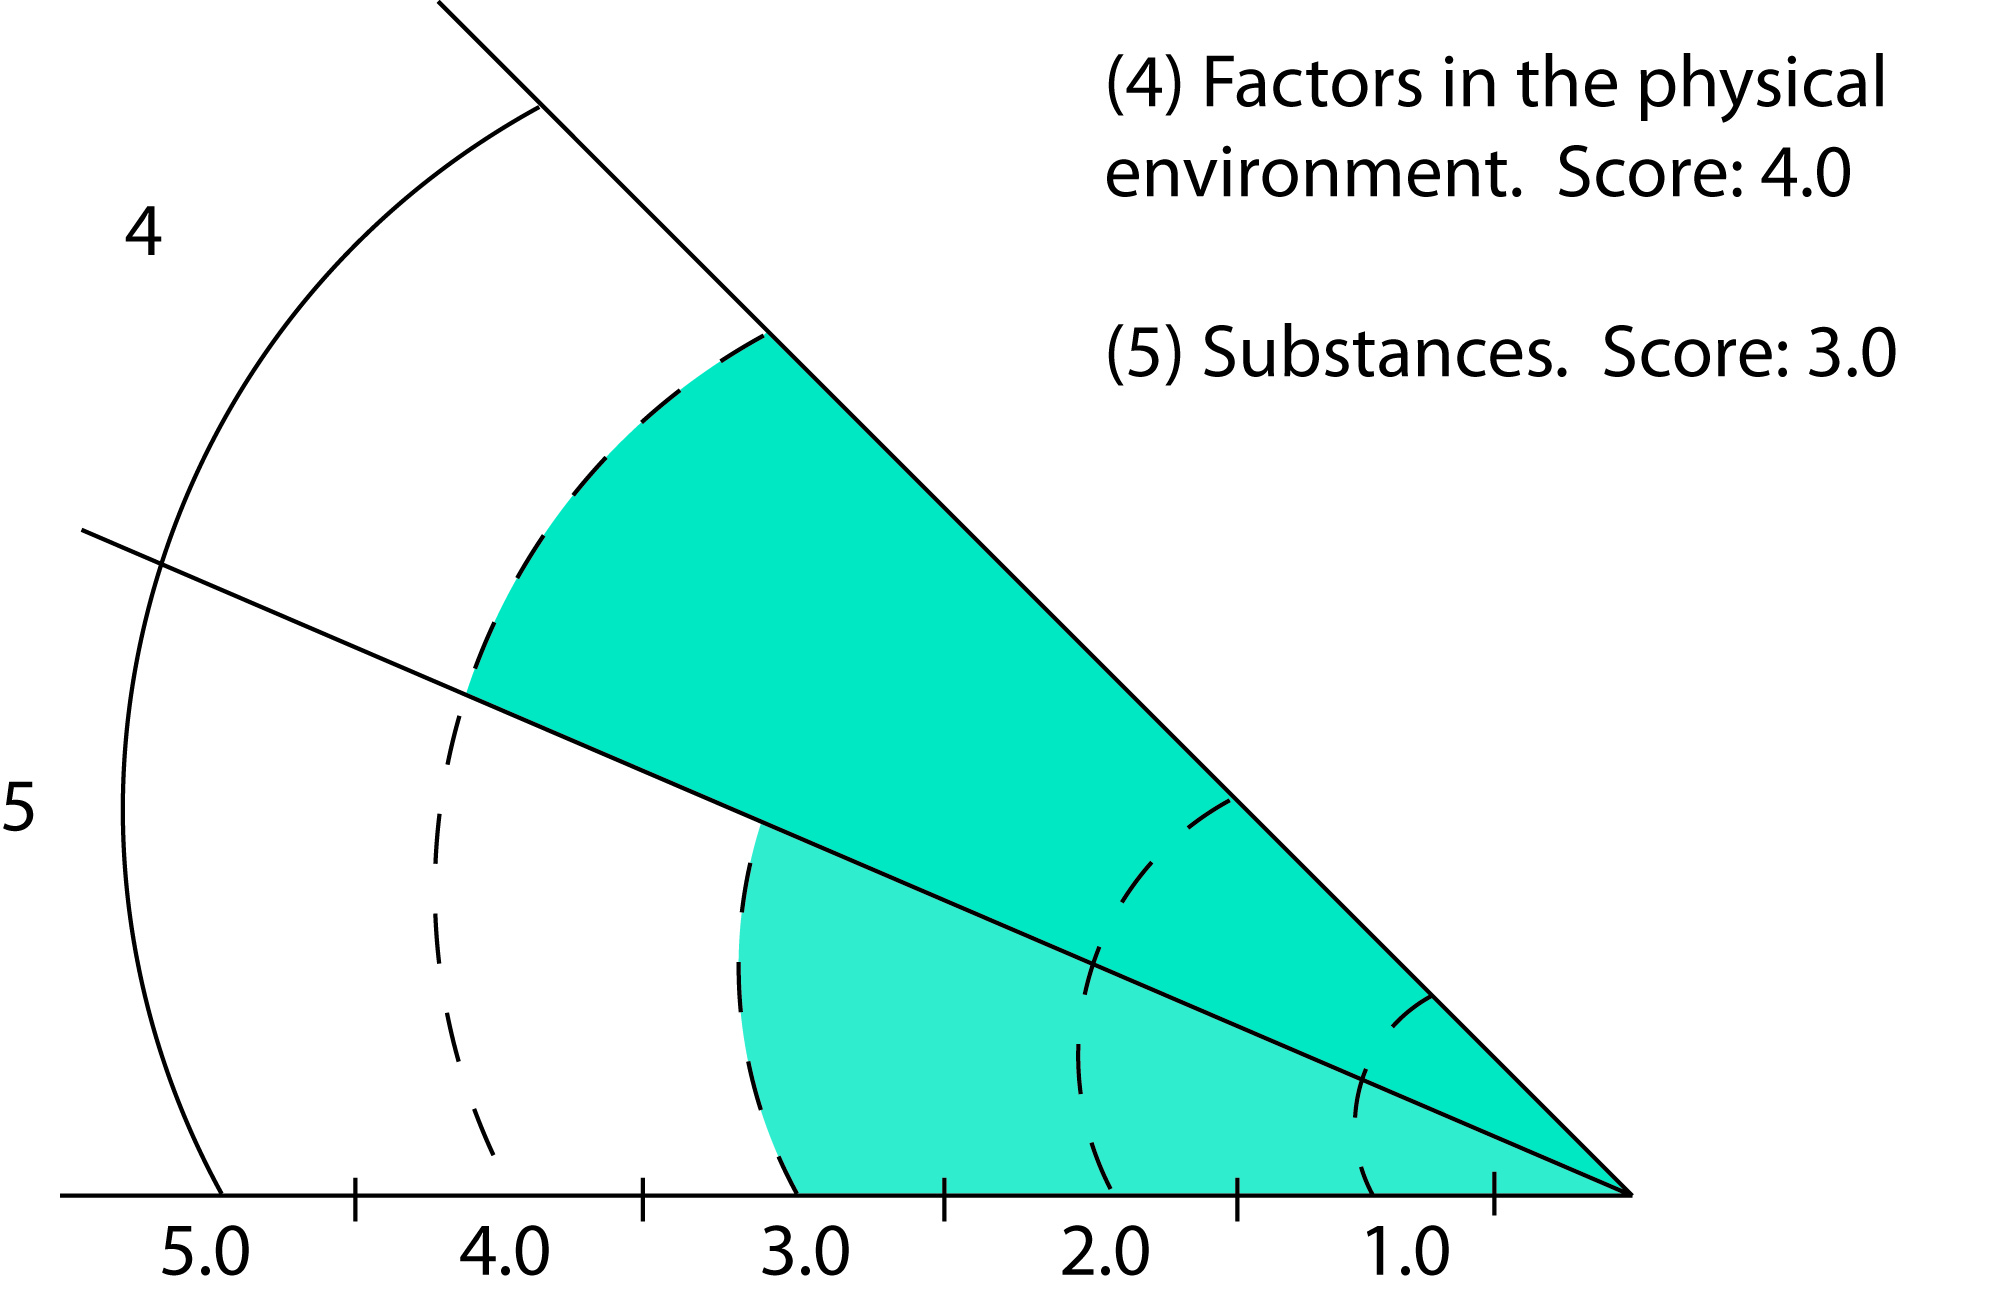 (4) Factors in the physical
environment.  Score: 4.0
(5) Substances.  Score: 3.0
4
5
5.0 4.0 3.0 2.0 1.0